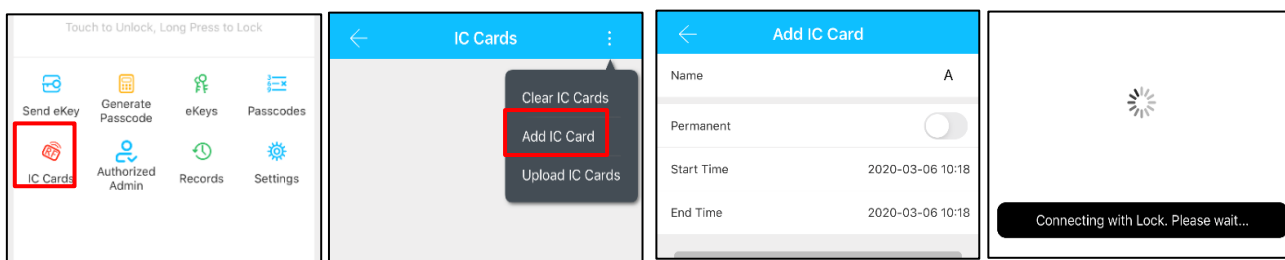 Touch to Unlock, Long Press to Lock
Send eKey
Generate
Passcode
eKeys
Passcodes
IC Cards
Authorized
Admin
Records
Settings
IC Cards
Clear IC Cards
Add IC Card
Upload IC Cards
Add IC Card
Name A
Permanent
Start Time 2020-03-06 10:18
End Time 2020-03-06 10:18
Connecting with Lock. Please wait...